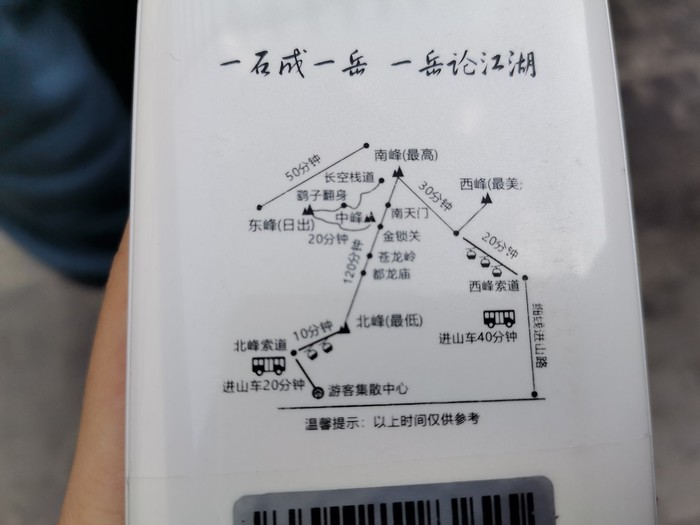 一石成一岳 一岳论江湖
南峰(最高)
50分钟
长空栈道
鹞子翻身
30分钟
西峰(最美)
东峰(日出)
中峰
南天门
20分钟
金锁关
20分钟
苍龙岭
120分钟
都龙庙
西峰索道
北峰(最低)
10分钟
北峰索道
进山车40分钟
进山路
进山车20分钟
游客集散中心
温馨提示：以上时间仅供参考